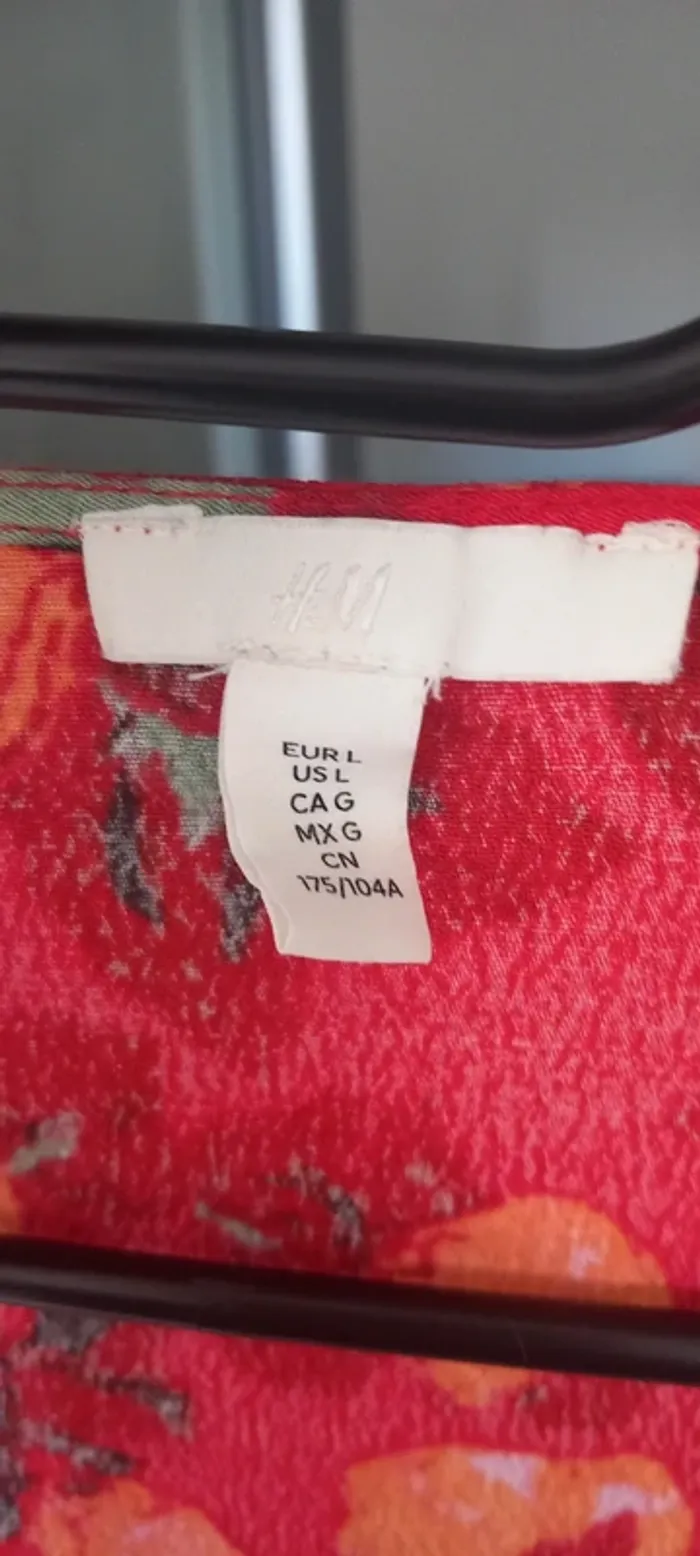 H&M
EUR L
US L
CA G
MX G
CN
175/104A